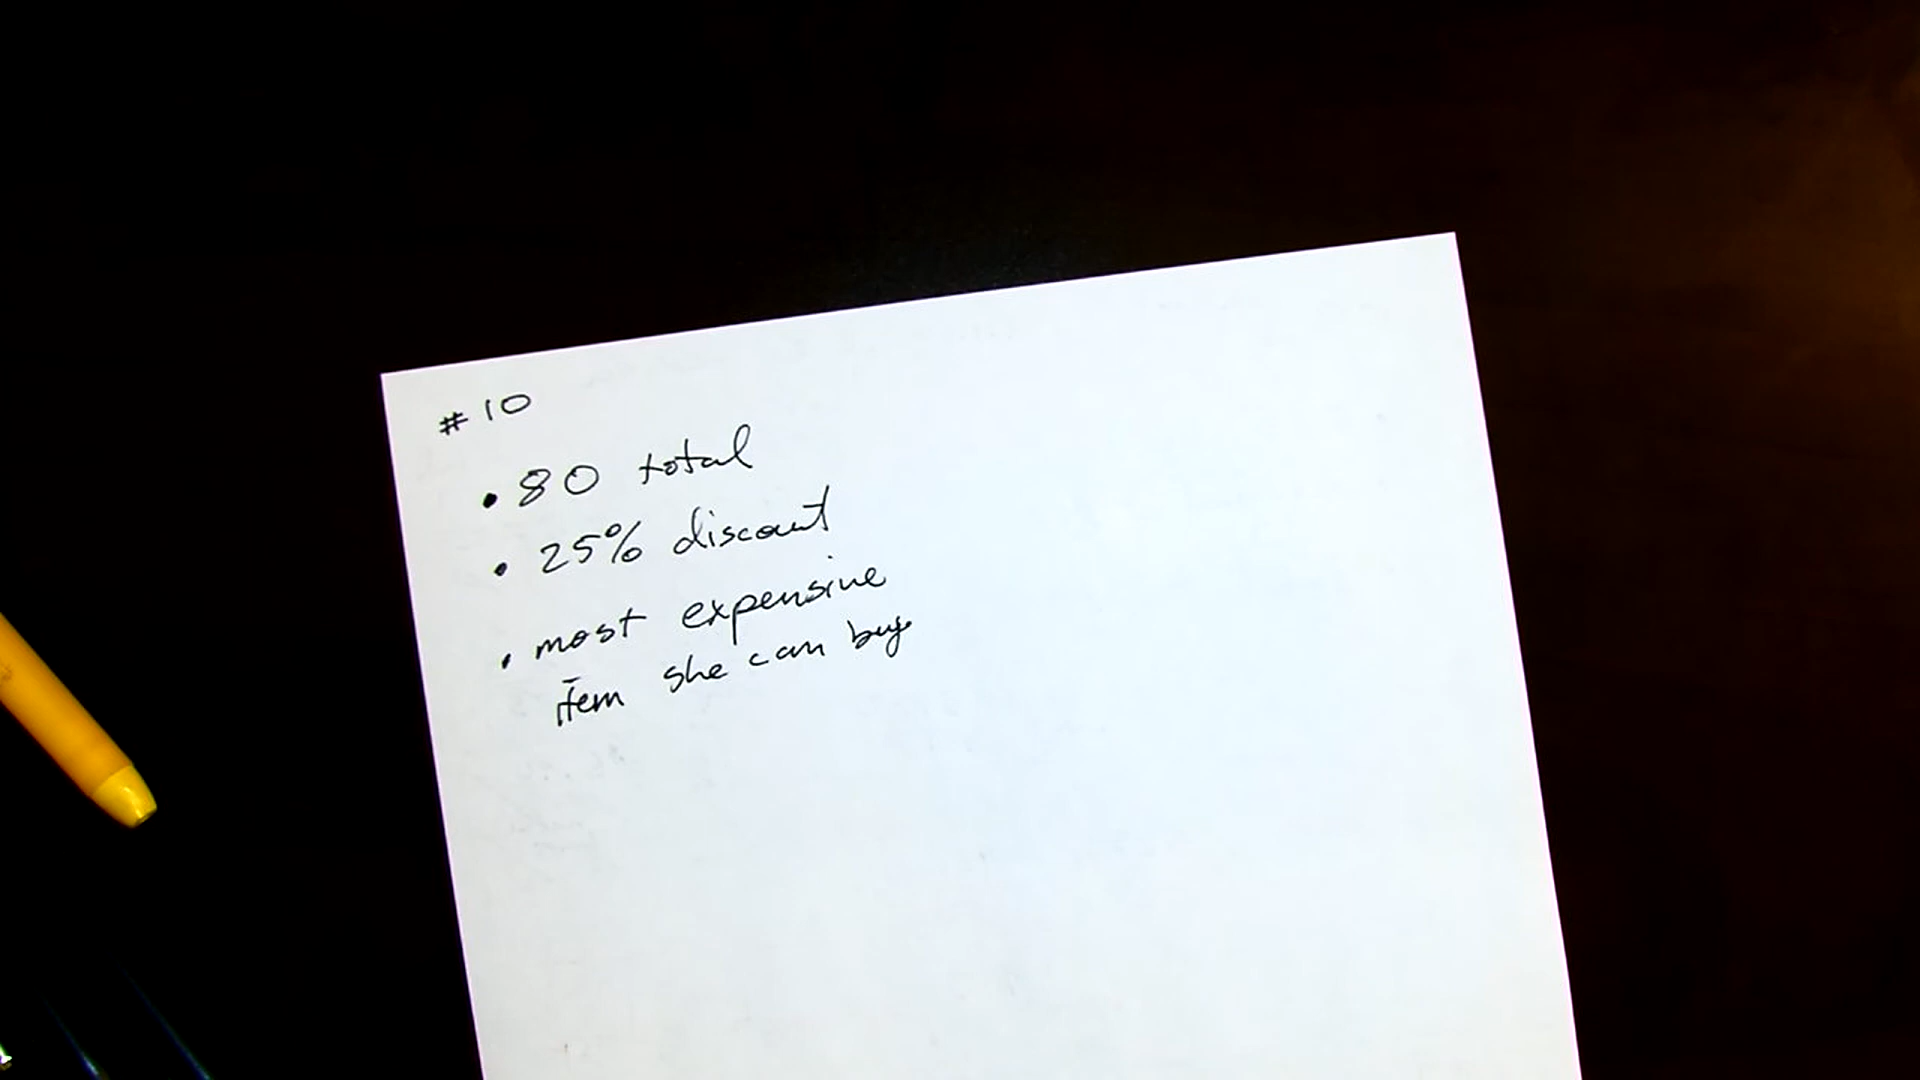 #10
• 80 total
• 25% discount
• most expensive
item she can buy